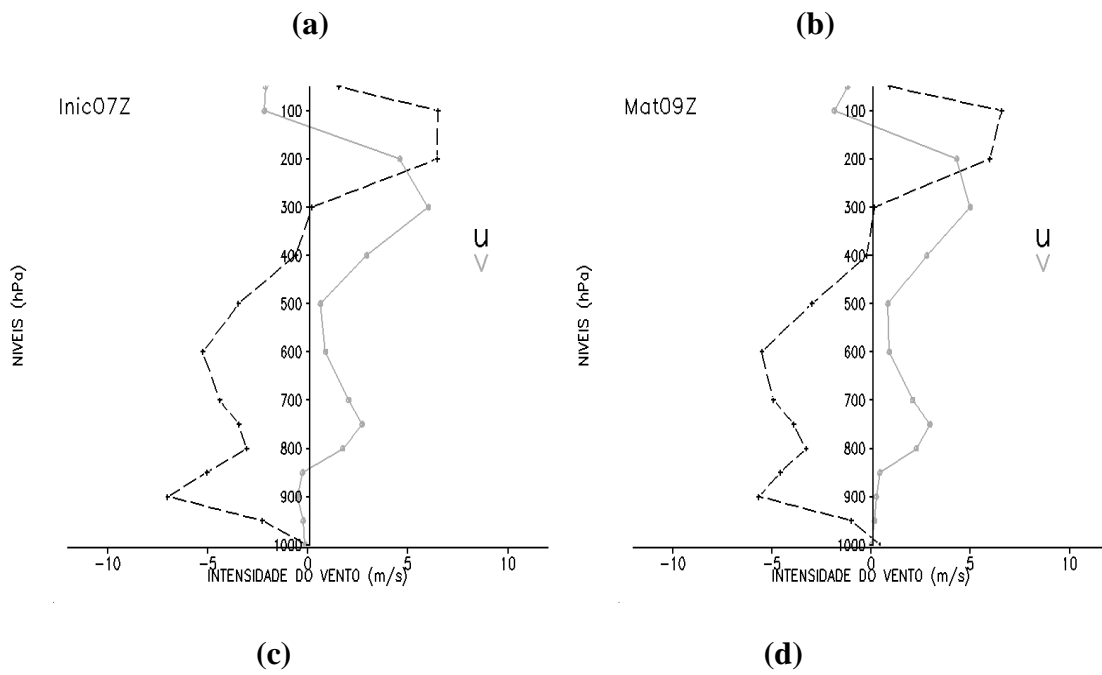 (a) (b)
Inic07Z
100
200
300
400
500
600
700
800
900
1000
NIVEIS (hPa)
u
v
-10 -5 0 5 10
INTENSIDADE DO VENTO (m/s)
Mat09Z
100
200
300
400
500
600
700
800
900
1000
NIVEIS (hPa)
u
v
-10 -5 0 5 10
INTENSIDADE DO VENTO (m/s)
(c) (d)